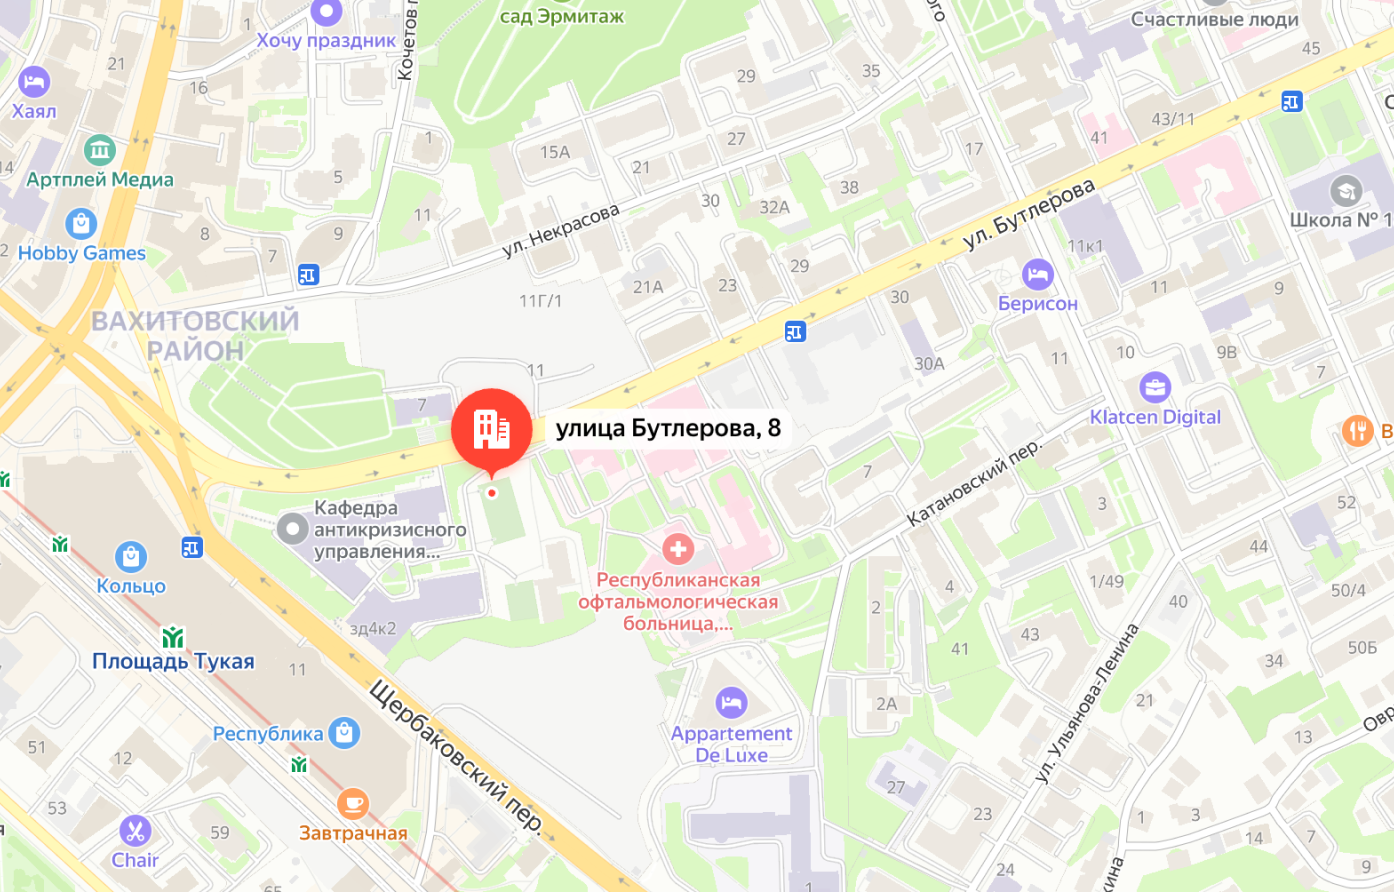 сад Эрмитаж
Счастливые люди
Хочу праздник
Кочетов
45
1
21
29
35
16
Хаял
43/11
41
27
1
17
15А
14
5
21
Артплей Медиа
38
30
32А
Школа № 1
11
ул. Некрасова
ул. Бутлерова
8
9
7
2
Hobby Games
11к1
29
23
21А
11
9
Берисон
30
11Г/1
ВАХИТОВСКИЙ
РАЙОН
10
9В
11
30А
11
7
7
Klatcen Digital
улица Бутлерова, 8
В
7
Катановский пер.
3
52
Кафедра
антикризисного
управления...
44
Кольцо
Республиканская
офтальмологическая
больница,...
4
1/49
50/4
2
40
зд4к2
43
41
50Б
34
Площадь Тукая
11
Щербаковский пер.
ул. Ульянова-Ленина
2А
21
Овр
Республика
Appartement
De Luxe
13
51
12
27
53
Завтрачная
59
23
1
3
14
7
Chair
24
9
1
65